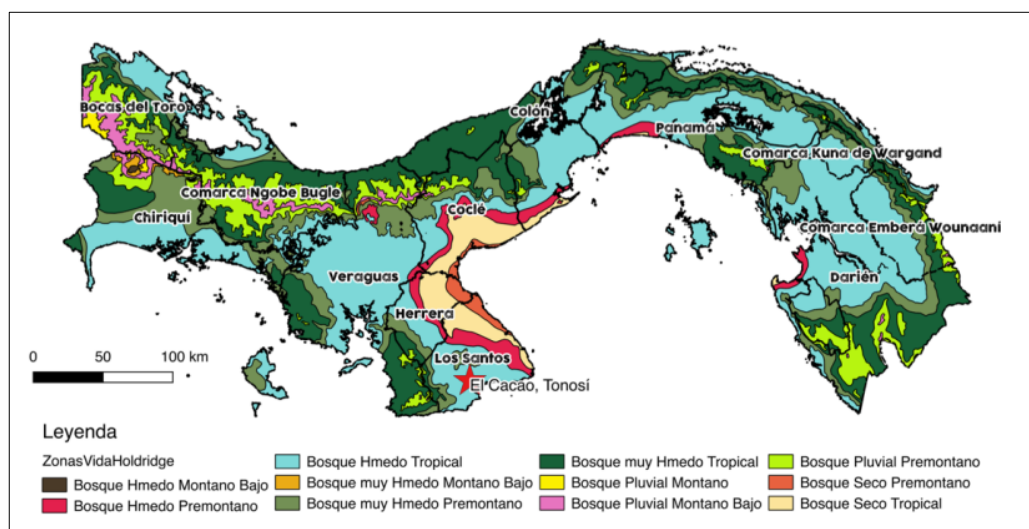 Bocas del Toro
Colón
Panamá
Comarca Kuna de Wargand
Comarca Ngobe Bugle
Chiriquí
Coclé
Comarca Emberá Wounaaní
Veraguas
Darién
Herrera
0 50 100 km
Los Santos
El Cacao, Tonosí
Leyenda
ZonasVidaHoldridge
Bosque Hmedo Montano Bajo
Bosque Hmedo Premontano
Bosque Hmedo Tropical
Bosque muy Hmedo Montano Bajo
Bosque muy Hmedo Premontano
Bosque muy Hmedo Tropical
Bosque Pluvial Montano
Bosque Pluvial Montano Bajo
Bosque Pluvial Premontano
Bosque Seco Premontano
Bosque Seco Tropical